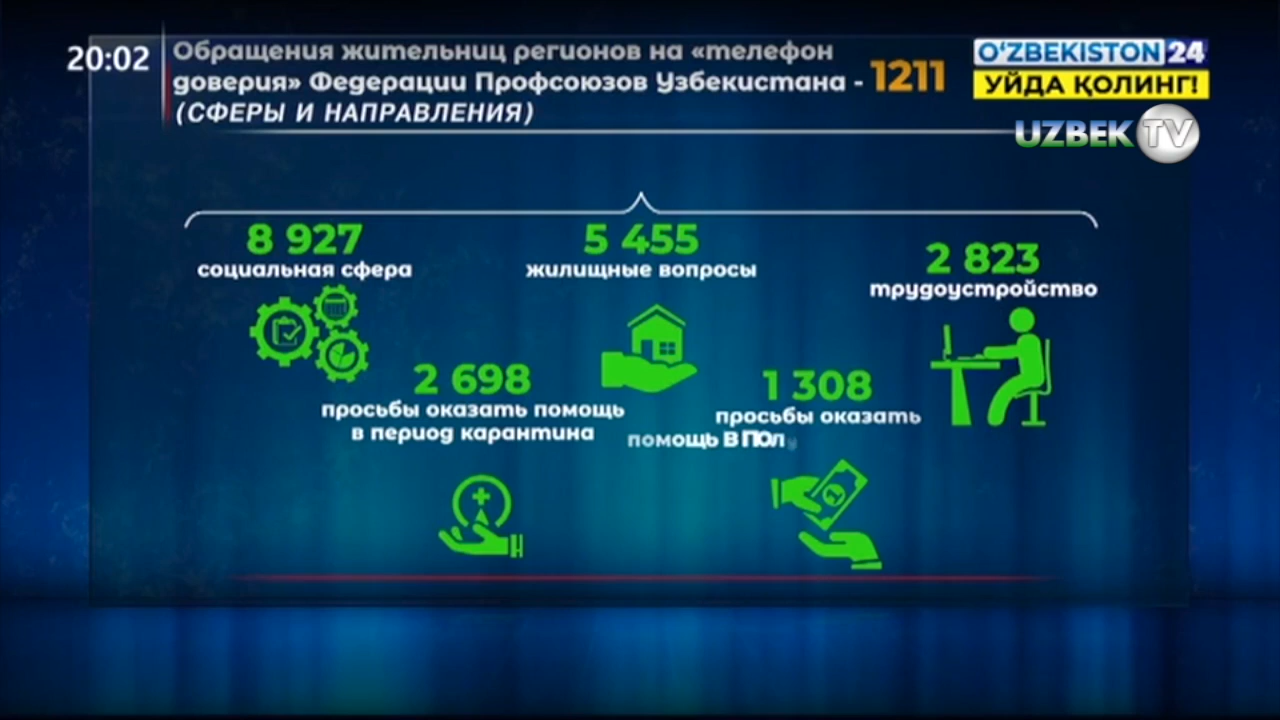 20:02
Обращения жительниц регионов на «телефон
доверия» Федерации Профсоюзов Узбекистана - 1211
(СФЕРЫ И НАПРАВЛЕНИЯ)
O‘ZBEKISTON 24
УЙДА ҚОЛИНГ!
UZBEK TV
8 927
социальная сфера
5 455
жилищные вопросы
2 823
трудоустройство
2 698
просьбы оказать помощь
в период карантина
1 308
просьбы оказать
помощь в пол